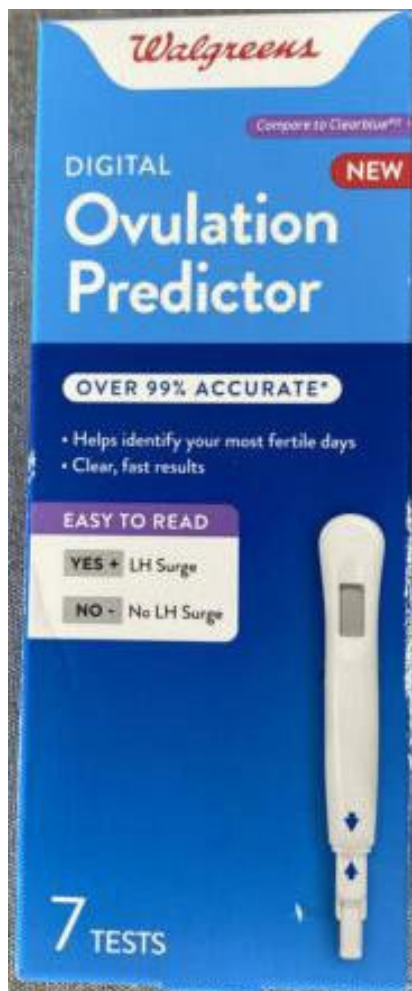 Walgreens
Compare to Clearblue®††
DIGITAL
NEW
Ovulation
Predictor
OVER 99% ACCURATE*
• Helps identify your most fertile days
• Clear, fast results
EASY TO READ
YES + LH Surge
NO - No LH Surge
7 TESTS